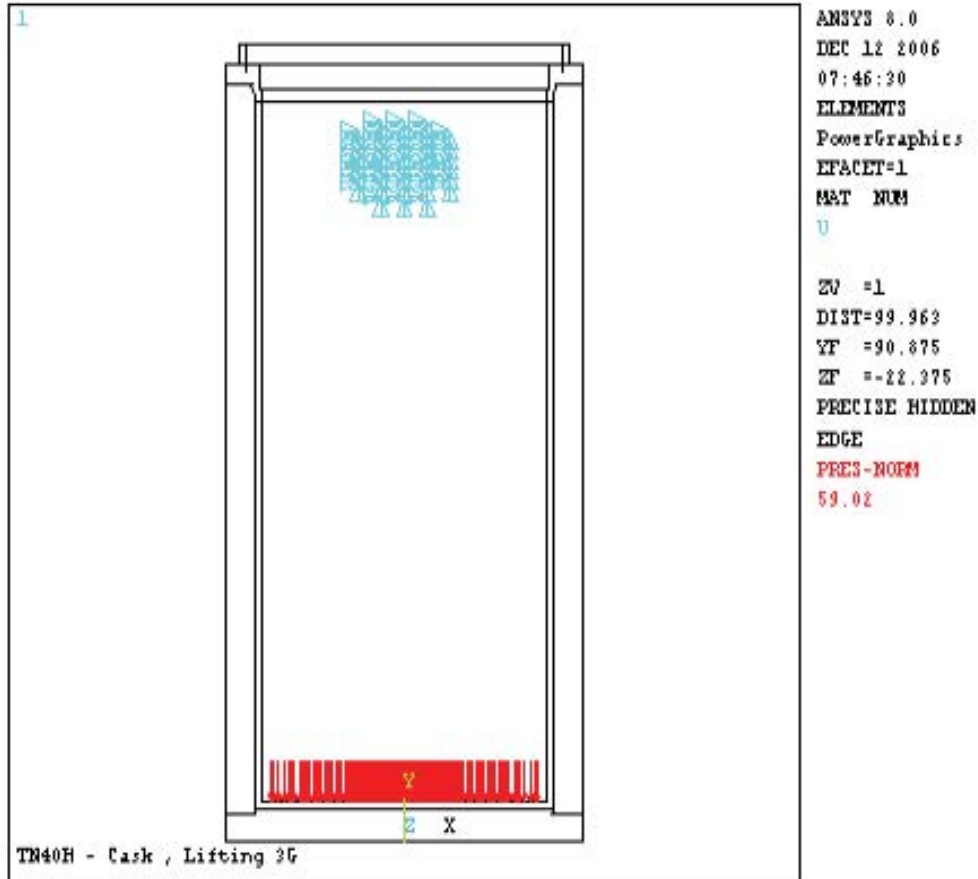 1
ANSYS 8.0
DEC 12 2006
07:46:30
ELEMENTS
PowerGraphics
EFACET=1
MAT NUM
U
ZV =1
DIST=99.963
YF =90.875
ZF =-22.375
PRECISE HIDDEN
EDGE
PRES-NORM
59.02
Y
Z X
TN40H - Cask , Lifting 3G